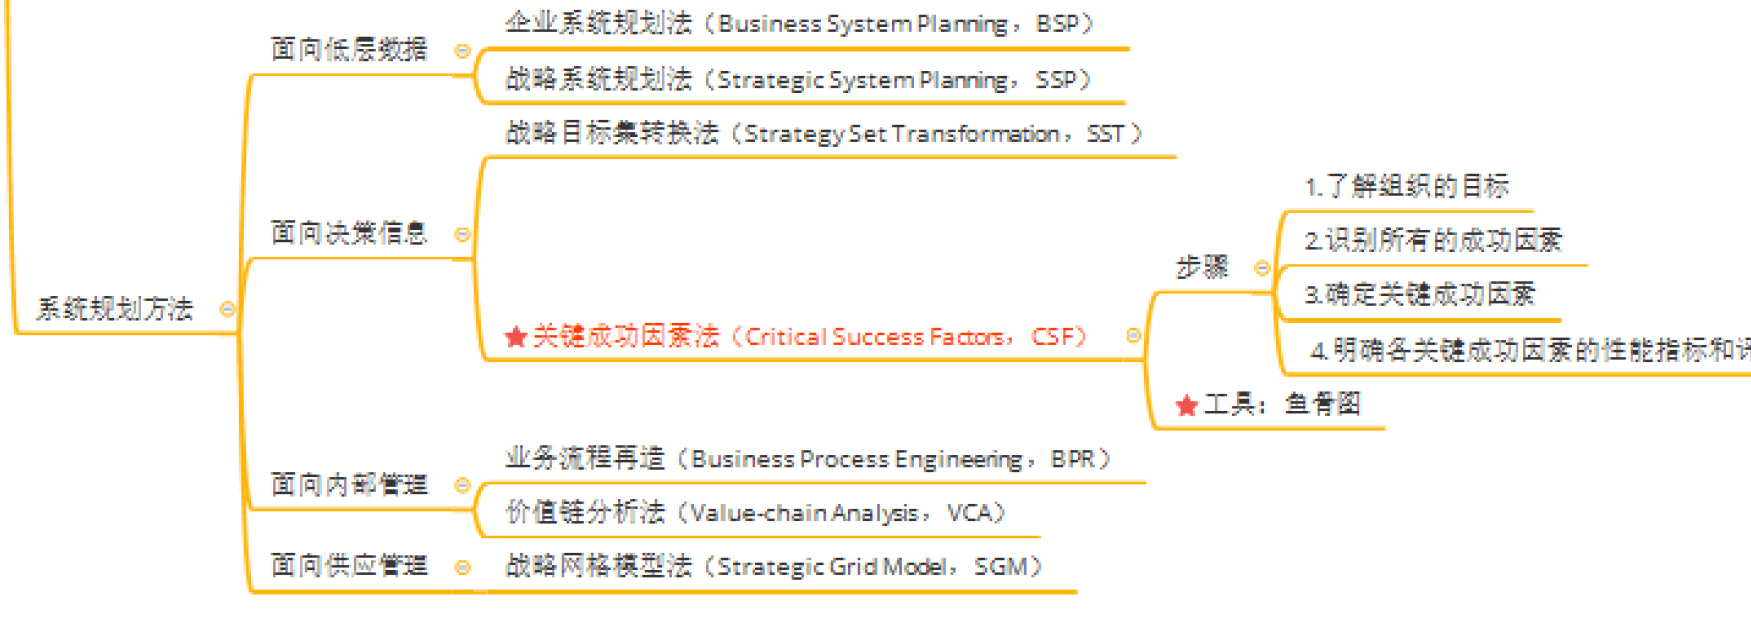 系统规划方法
面向低层数据
企业系统规划法（Business System Planning，BSP）
战略系统规划法（Strategic System Planning，SSP）
面向决策信息
战略目标集转换法（Strategy Set Transformation，SST）
关键成功因素法（Critical Success Factors，CSF）
步骤
1.了解组织的目标
2.识别所有的成功因素
3.确定关键成功因素
4.明确各关键成功因素的性能指标和
工具：鱼骨图
面向内部管理
业务流程再造（Business Process Engineering，BPR）
价值链分析法（Value-chain Analysis，VCA）
面向供应管理
战略网格模型法（Strategic Grid Model，SGM）